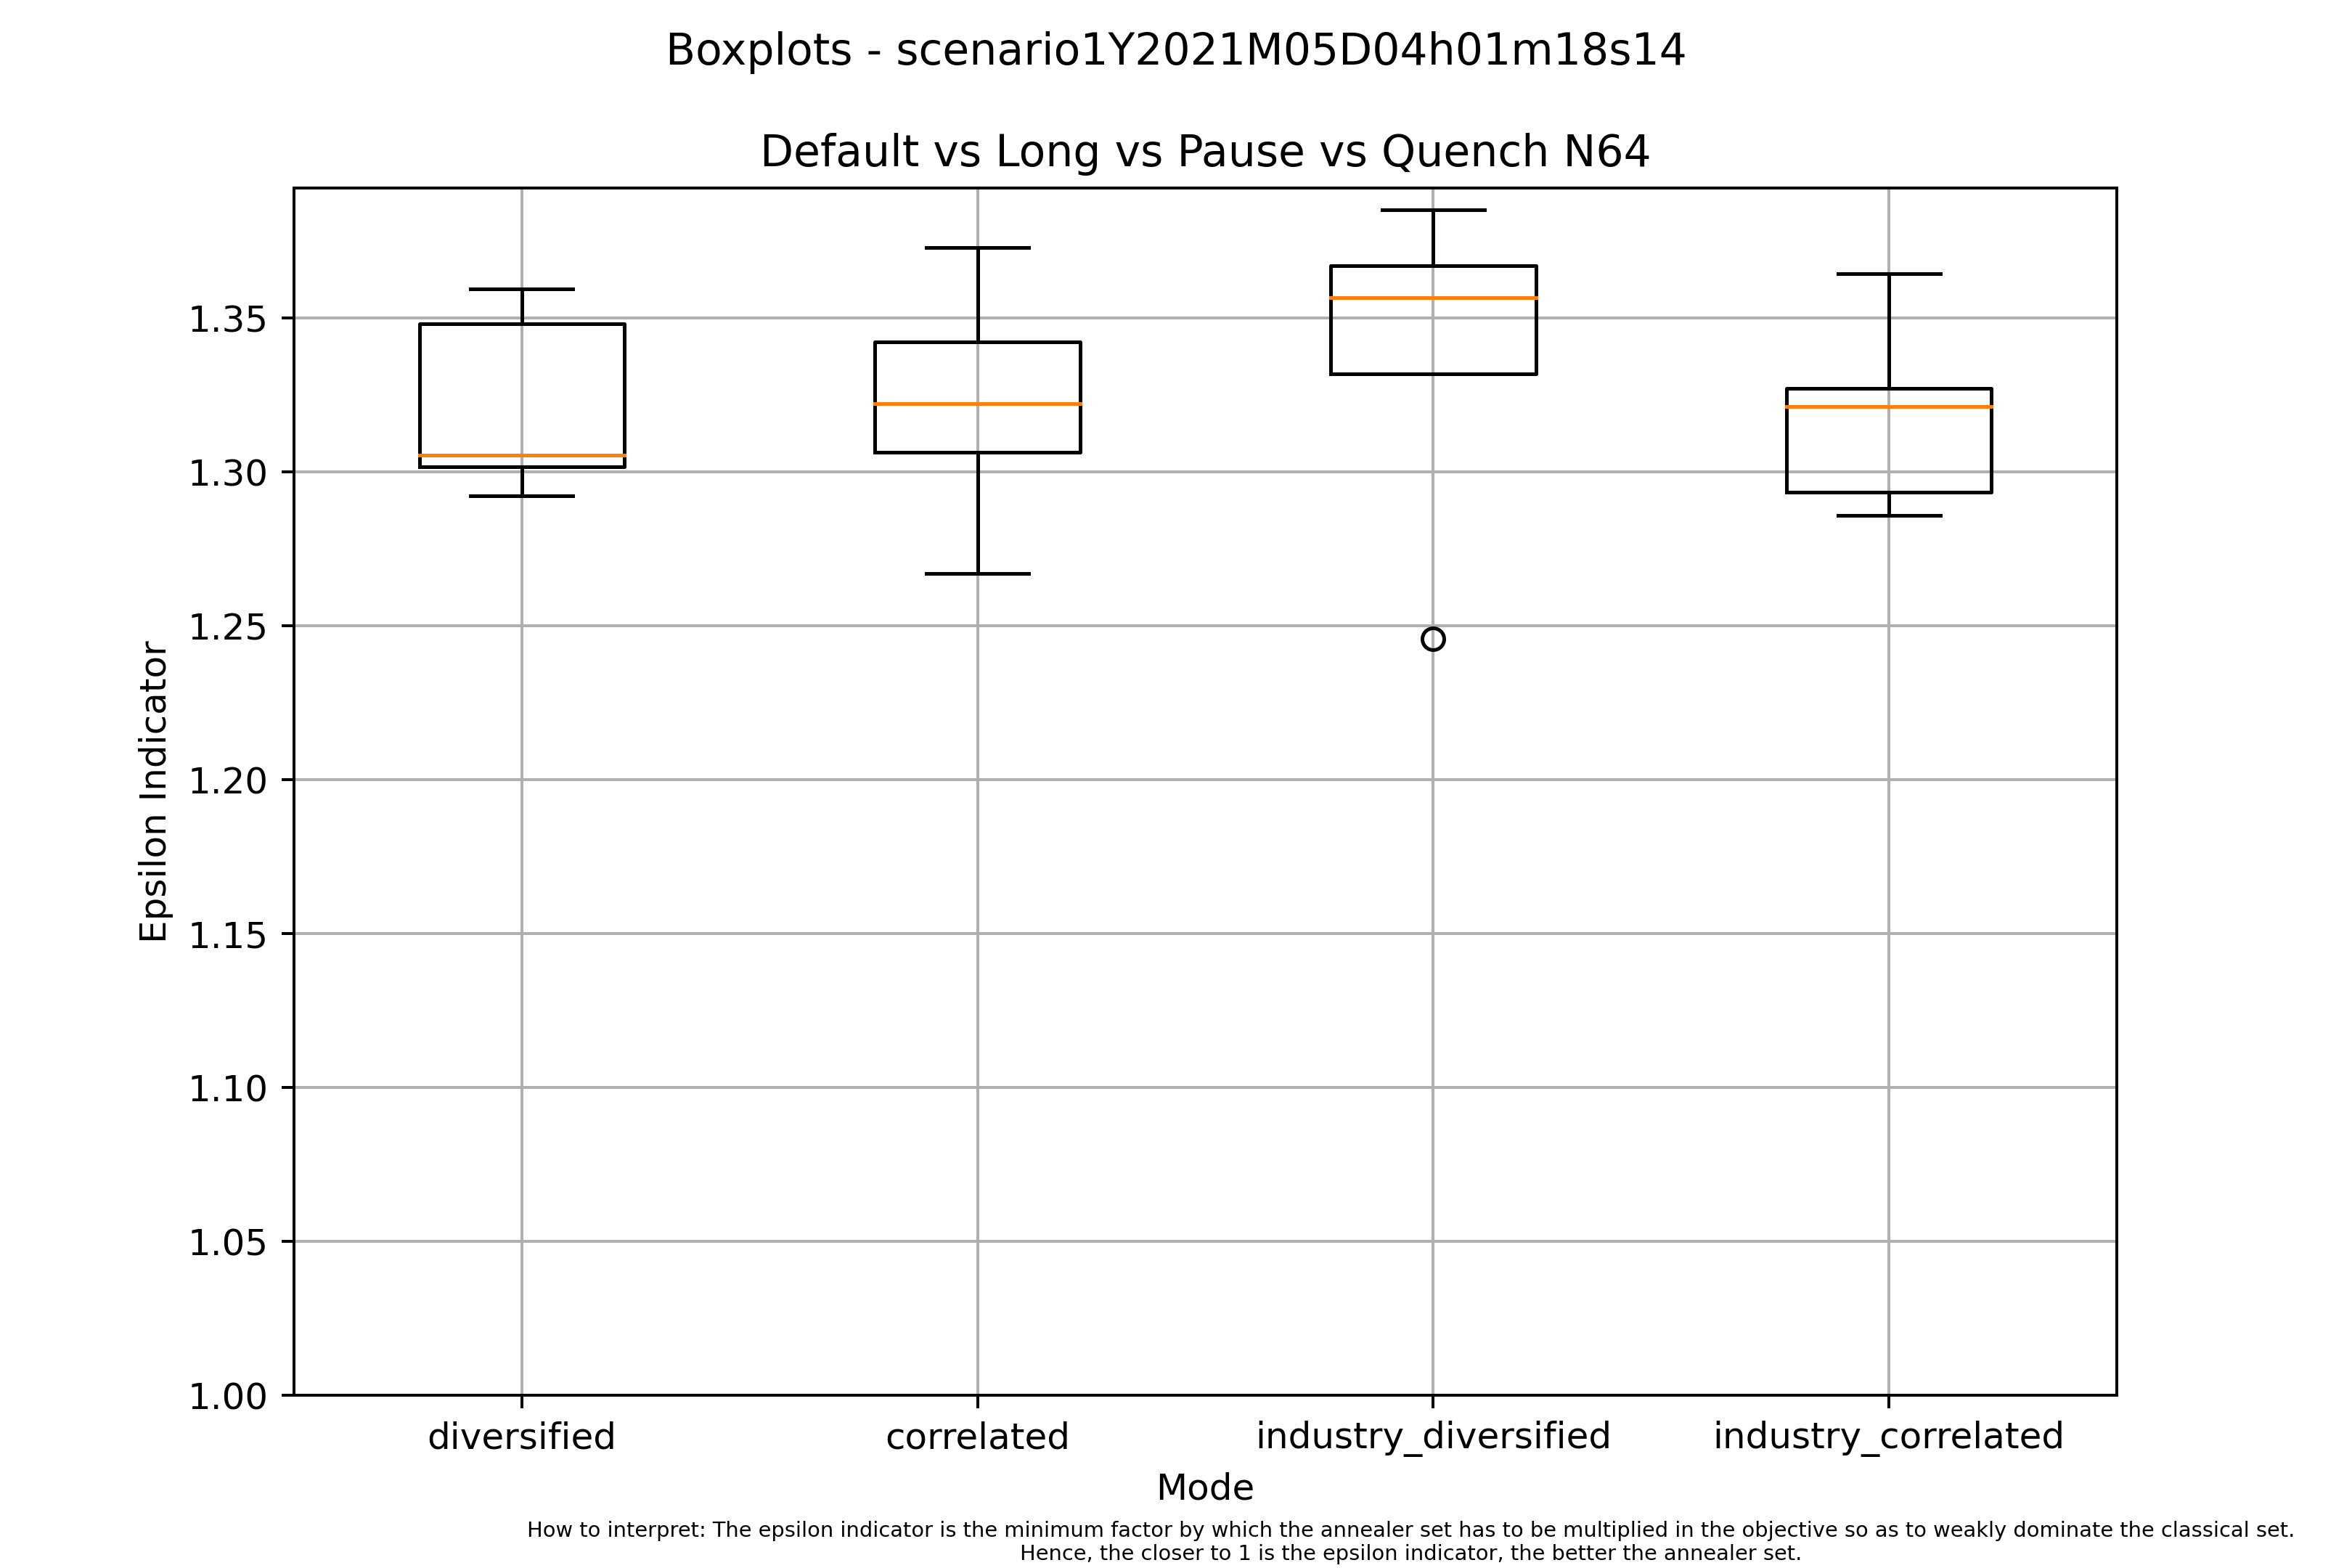 Boxplots - scenario1Y2021M05D04h01m18s14
Default vs Long vs Pause vs Quench N64
Epsilon Indicator
1.35
1.30
1.25
1.20
1.15
1.10
1.05
1.00
diversified correlated industry_diversified industry_correlated
Mode
How to interpret: The epsilon indicator is the minimum factor by which the annealer set has to be multiplied in the objective so as to weakly dominate the classical set.
Hence, the closer to 1 is the epsilon indicator, the better the annealer set.